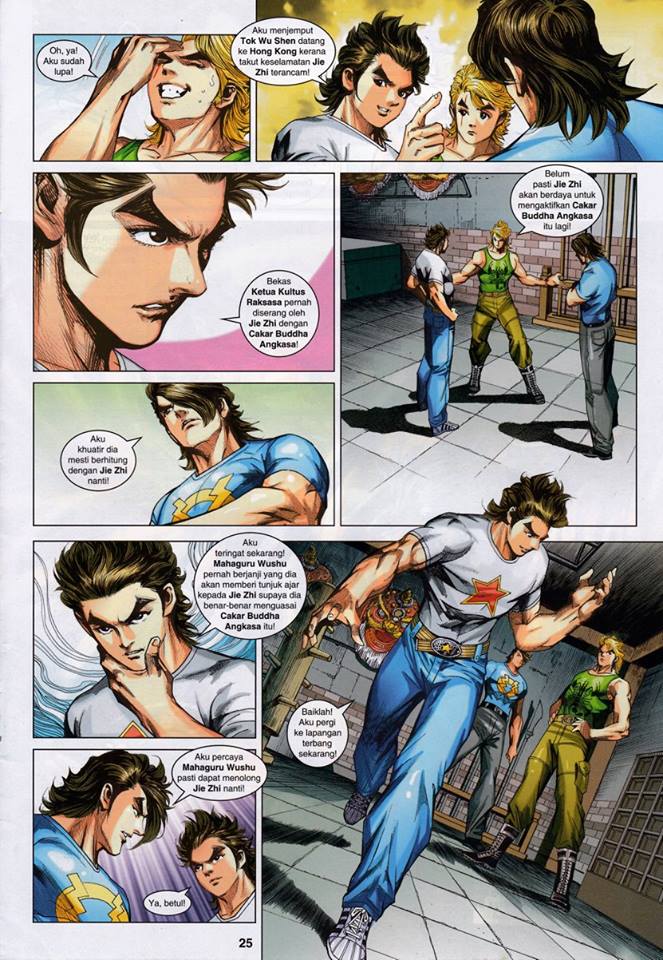 Oh, ya!
Aku sudah
lupa!
Aku menjemput
Tok Wu Shen datang
ke Hong Kong kerana
takut keselamatan Jie
Zhi terancam!
Bekas
Ketua Kultus
Raksasa pernah
diserang oleh
Jie Zhi dengan
Cakar Buddha
Angkasa!
Belum
pasti Jie Zhi
akan berdaya untuk
mengaktifkan Cakar
Buddha Angkasa
itu lagi!
Aku
khuatir dia
mesti berhitung
dengan Jie Zhi
nanti!
Aku
teringat sekarang!
Mahaguru Wushu
pernah berjanji yang dia
akan memberi tunjuk ajar
kepada Jie Zhi supaya dia
benar-benar menguasai
Cakar Buddha
Angkasa itu!
Baiklah!
Aku pergi
ke lapangan
terbang
sekarang!
Aku percaya
Mahaguru Wushu
pasti dapat menolong
Jie Zhi nanti!
Ya, betul!
25